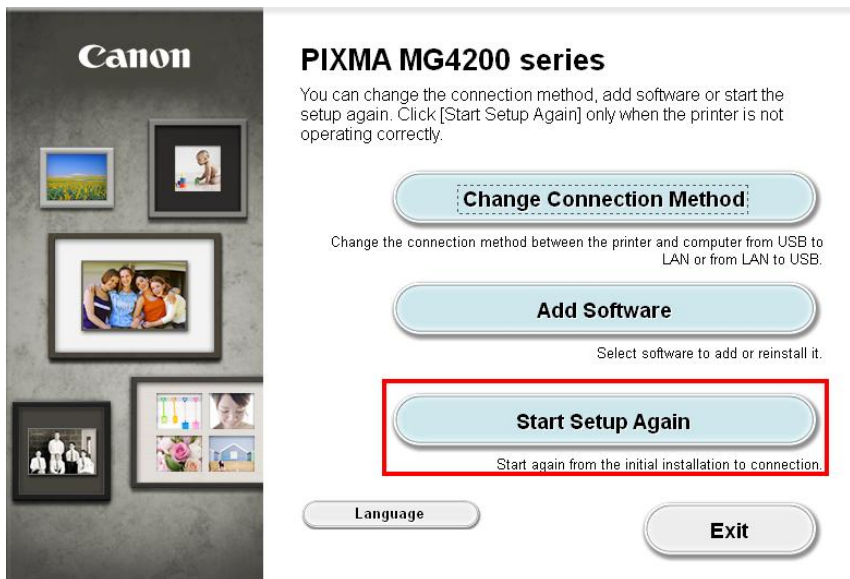 Canon
PIXMA MG4200 series
You can change the connection method, add software or start the
setup again. Click [Start Setup Again] only when the printer is not
operating correctly.
Change Connection Method
Change the connection method between the printer and computer from USB to
LAN or from LAN to USB.
Add Software
Select software to add or reinstall it.
Start Setup Again
Start again from the initial installation to connection.
Language
Exit